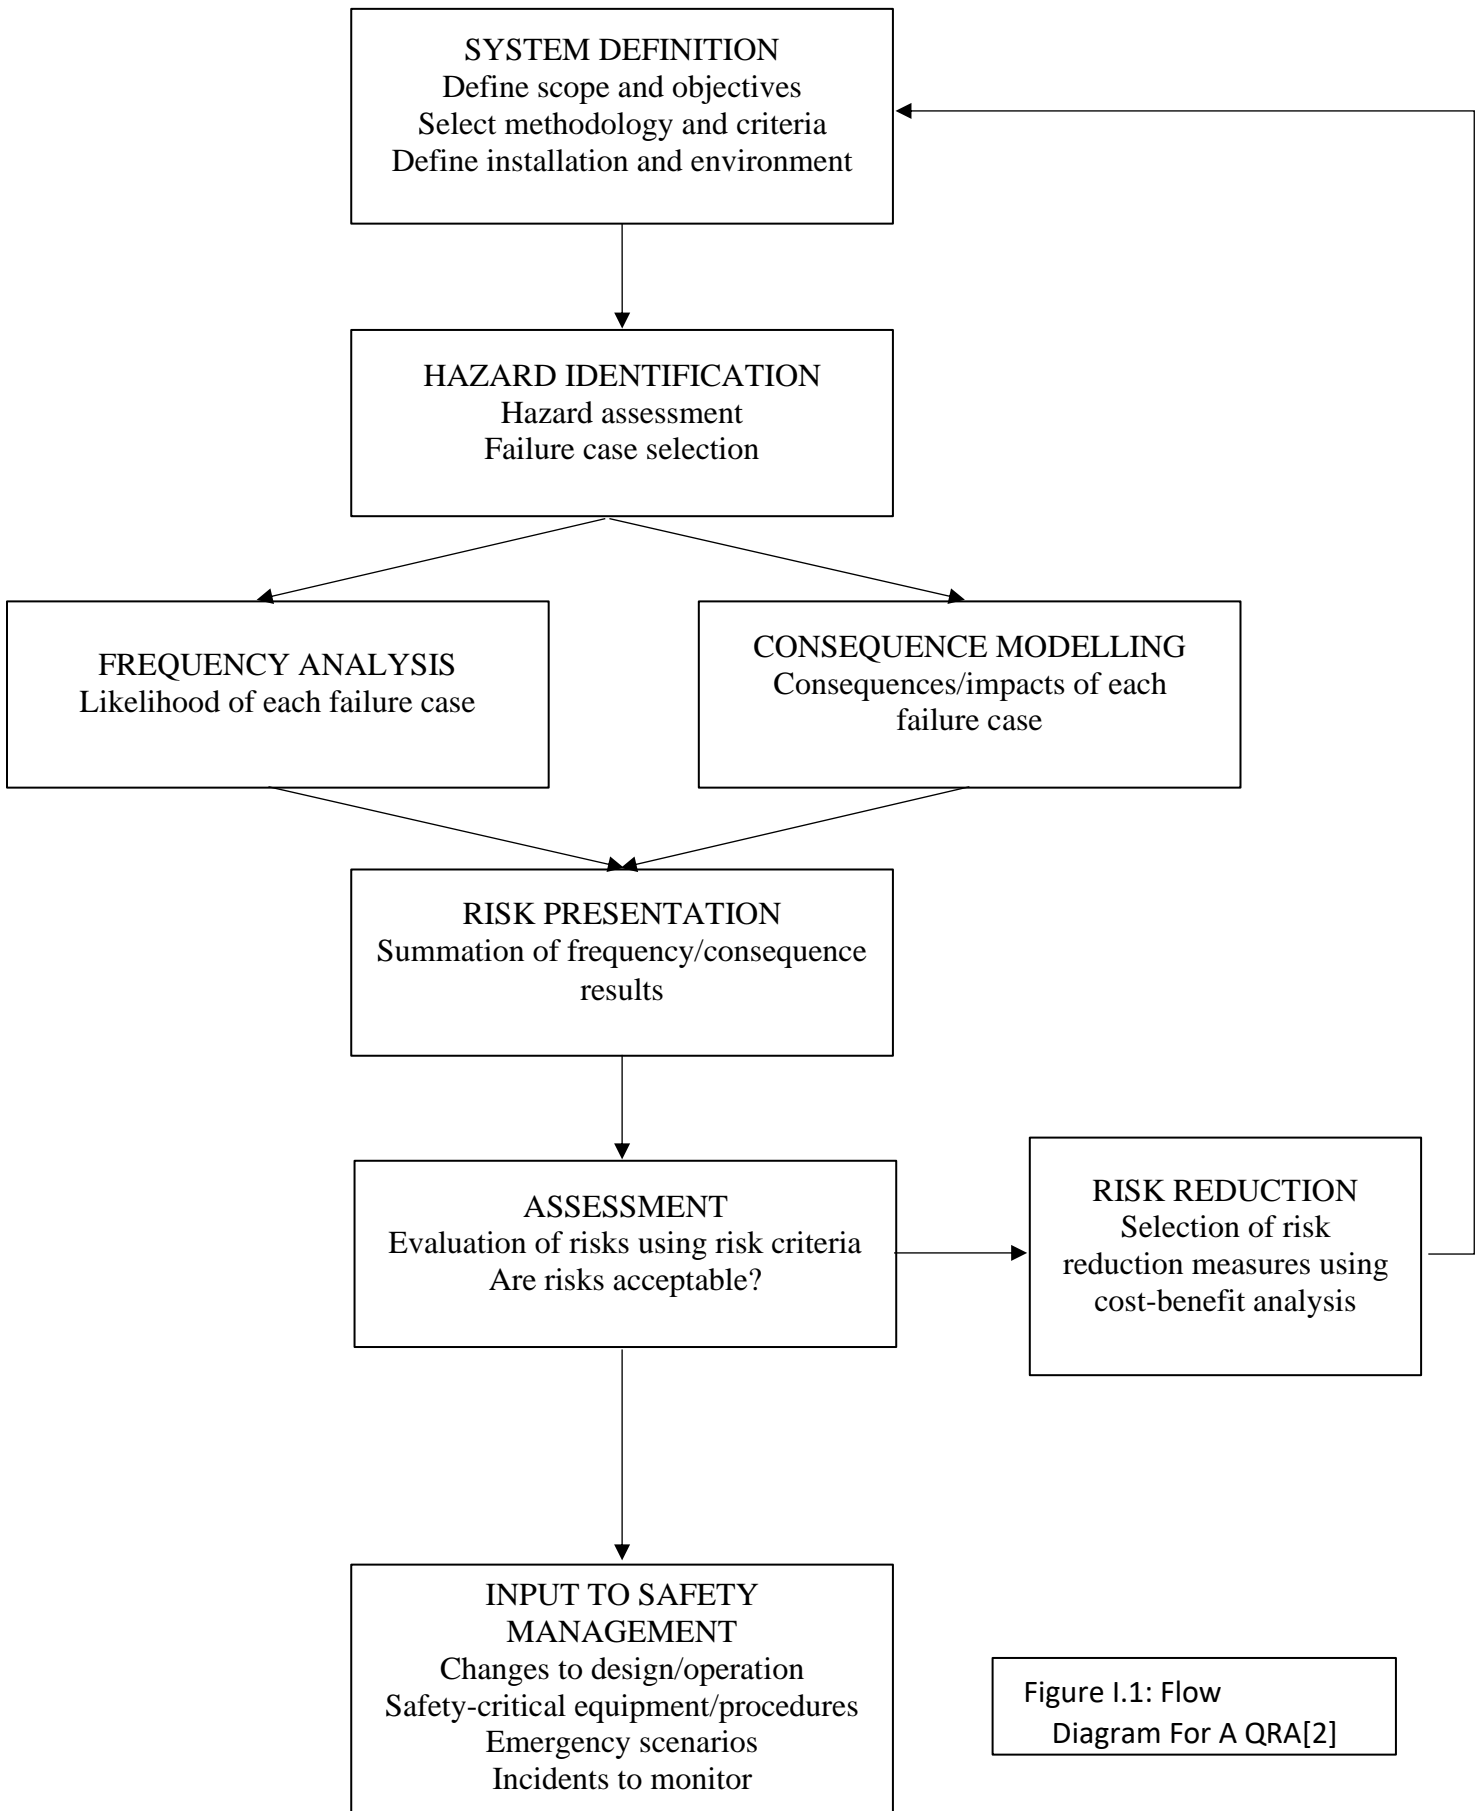 SYSTEM DEFINITION
Define scope and objectives
Select methodology and criteria
Define installation and environment
HAZARD IDENTIFICATION
Hazard assessment
Failure case selection
FREQUENCY ANALYSIS
Likelihood of each failure case
CONSEQUENCE MODELLING
Consequences/impacts of each
failure case
RISK PRESENTATION
Summation of frequency/consequence
results
ASSESSMENT
Evaluation of risks using risk criteria
Are risks acceptable?
RISK REDUCTION
Selection of risk
reduction measures using
cost-benefit analysis
INPUT TO SAFETY
MANAGEMENT
Changes to design/operation
Safety-critical equipment/procedures
Emergency scenarios
Incidents to monitor
Figure I.1: Flow
Diagram For A QRA[2]